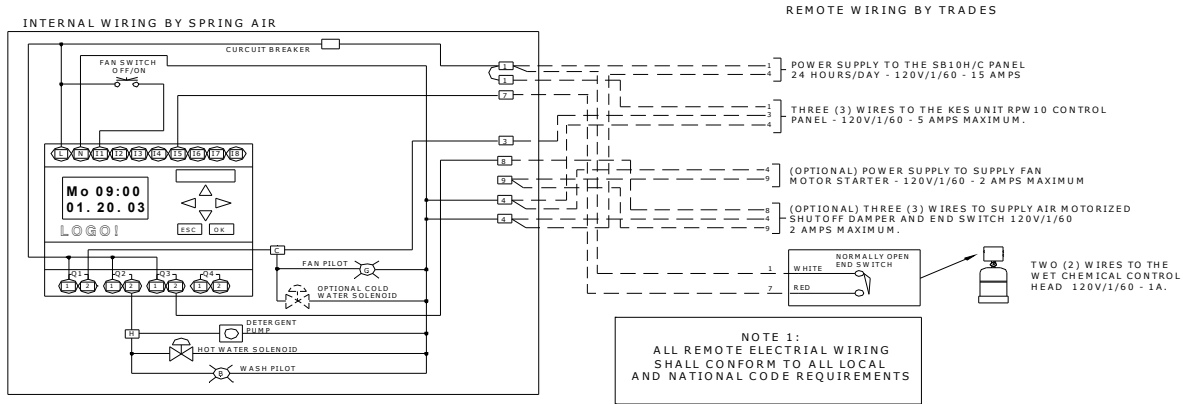 REMOTE WIRING BY TRADES
INTERNAL WIRING BY SPRING AIR
CURCUIT BREAKER
FAN SWITCH
OFF/ON
L N I1 I2 I3 I4 I5 I6 I7 I8
Mo 09:00
01. 20. 03
LOGO!
ESC OK
Q1 Q2 Q3 Q4
1 2 1 2 1 2 1 2
C
FAN PILOT
G
OPTIONAL COLD
WATER SOLENOID
H
DETERGENT
PUMP
HOT WATER SOLENOID
B
WASH PILOT
1
1
7
3
8
9
4
4
1
4
POWER SUPPLY TO THE SB10H/C PANEL
24 HOURS/DAY - 120V/1/60 - 15 AMPS
1
3
4
THREE (3) WIRES TO THE KES UNIT RPW10 CONTROL
PANEL - 120V/1/60 - 5 AMPS MAXIMUM.
4
9
(OPTIONAL) POWER SUPPLY TO SUPPLY FAN
MOTOR STARTER - 120V/1/60 - 2 AMPS MAXIMUM
8
4
9
(OPTIONAL) THREE (3) WIRES TO SUPPLY AIR MOTORIZED
SHUTOFF DAMPER AND END SWITCH 120V/1/60
2 AMPS MAXIMUM.
NORMALLY OPEN
END SWITCH
1 WHITE
7 RED
TWO (2) WIRES TO THE
WET CHEMICAL CONTROL
HEAD 120V/1/60 - 1A.
NOTE 1:
ALL REMOTE ELECTRIAL WIRING
SHALL CONFORM TO ALL LOCAL
AND NATIONAL CODE REQUIREMENTS